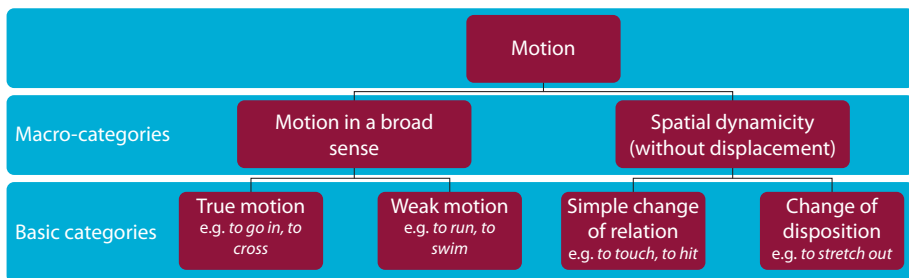 Motion
Macro-categories
Motion in a broad
sense
Spatial dynamicity
(without displacement)
Basic categories
True motion
e.g. to go in, to
cross
Weak motion
e.g. to run, to
swim
Simple change
of relation
e.g. to touch, to hit
Change of
disposition
e.g. to stretch out